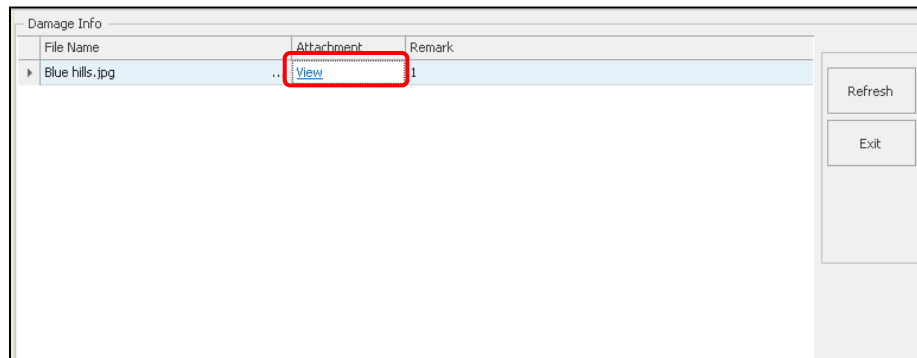 Damage Info
File Name Attachment Remark
Blue hills.jpg ... View 1
Refresh
Exit